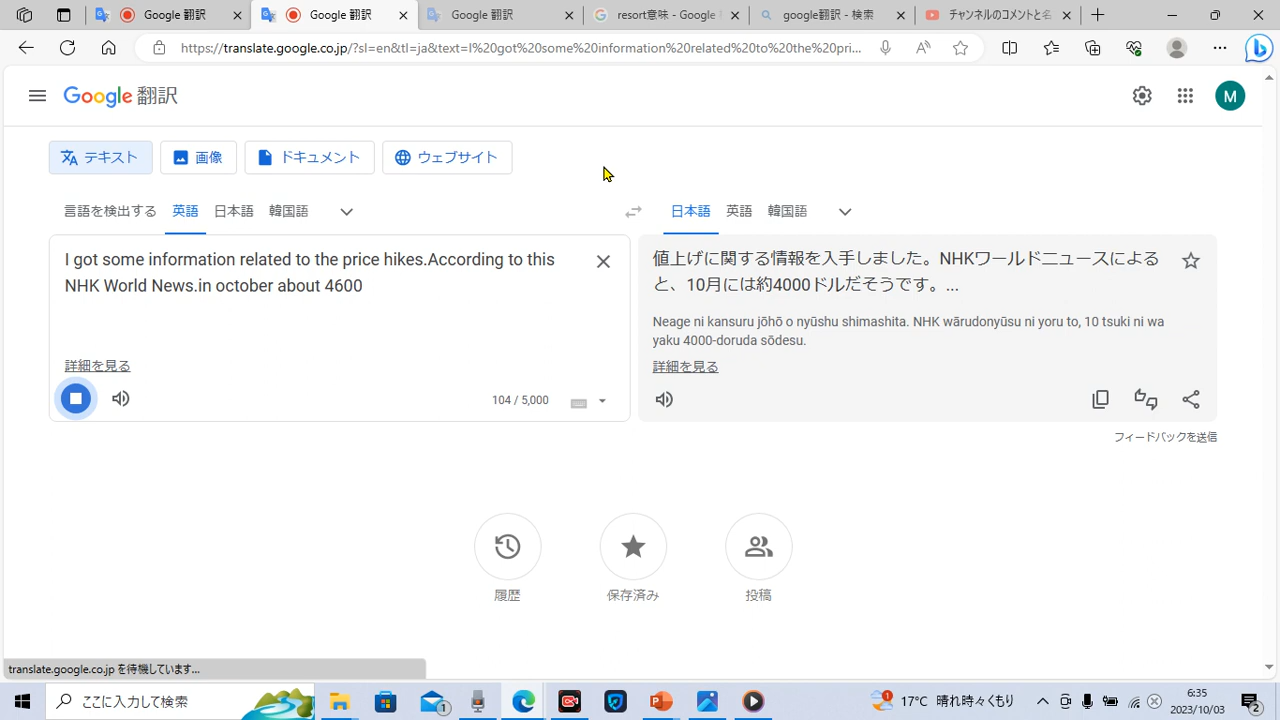 Google 翻訳
Google 翻訳
Google 翻訳
resort意味 - Google
google翻訳 - 検索
チャンネルのコメントと名
https://translate.google.co.jp/?sl=en&tl=ja&text=I%20got%20some%20information%20related%20to%20the%20pri...
Google 翻訳
M
テキスト
画像
ドキュメント
ウェブサイト
言語を検出する 英語 日本語 韓国語
日本語 英語 韓国語
I got some information related to the price hikes.According to this
NHK World News.in october about 4600
詳細を見る
104 / 5,000
値上げに関する情報を入手しました。NHKワールドニュースによる
と、10月には約4000ドルだそうです。...
Neage ni kansuru jōhō o nyūshu shimashita. NHK wārudonyūsu ni yoru to, 10 tsuki ni wa
yaku 4000-doruda sōdesu.
詳細を見る
フィードバックを送信
履歴
保存済み
投稿
translate.google.co.jp を待機しています...
ここに入力して検索
17°C 晴れ時々くもり
6:35
2023/10/03